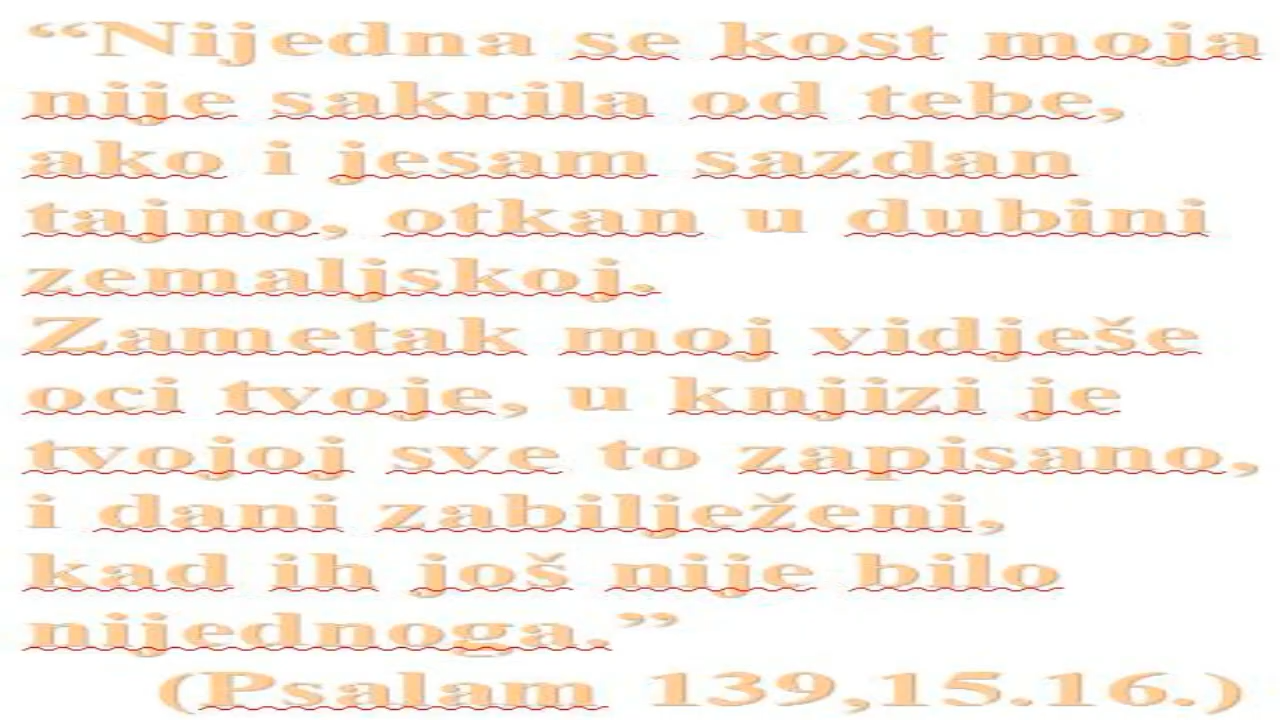 “Nijedna se kost moja
nije sakrila od tebe,
ako i jesam sazdan
tajno, otkan u dubini
zemaljskoj.
Zametak moj vidješe
oci tvoje, u knjizi je
tvojoj sve to zapisano,
i dani zabilježeni,
kad ih još nije bilo
nijednoga.”
(Psalam 139,15.16.)